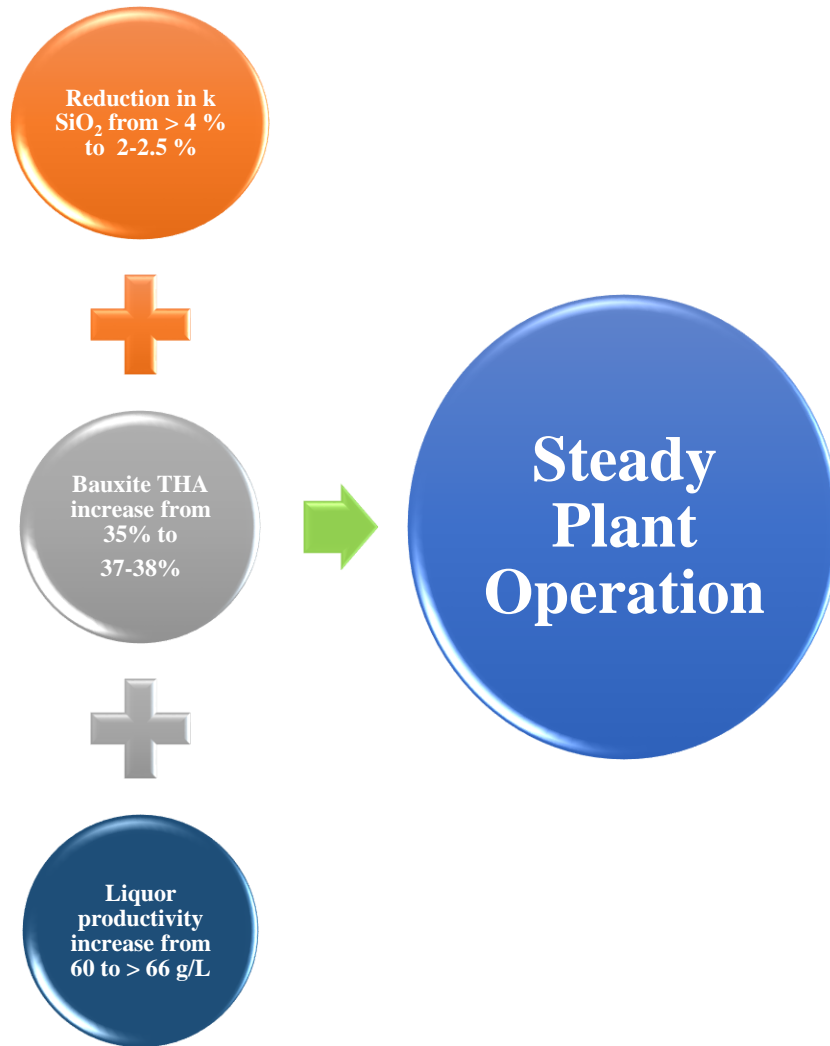 Reduction in k
SiO₂ from > 4 %
to 2-2.5 %
Bauxite THA
increase from
35% to
37-38%
Liquor
productivity
increase from
60 to > 66 g/L
Steady
Plant
Operation